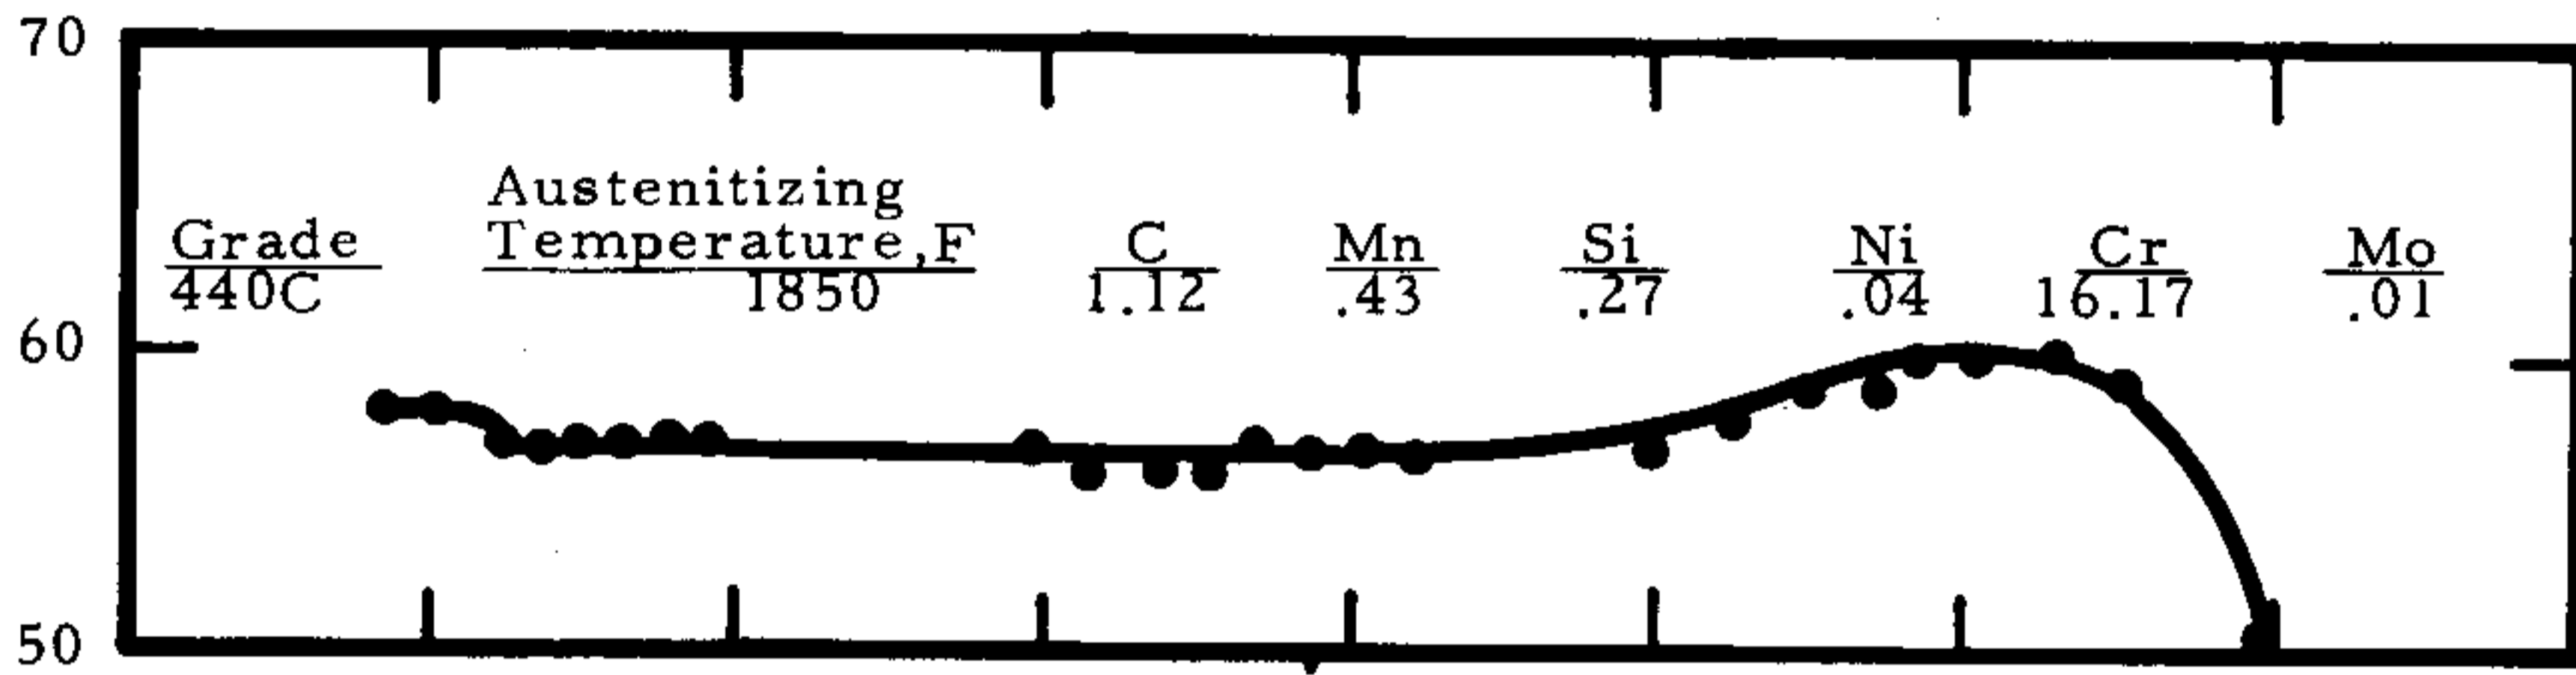 70
Austenitizing
Grade Temperature,F C Mn Si Ni Cr Mo
440C 1850 1.12 .43 .27 .04 16.17 .01
60
50